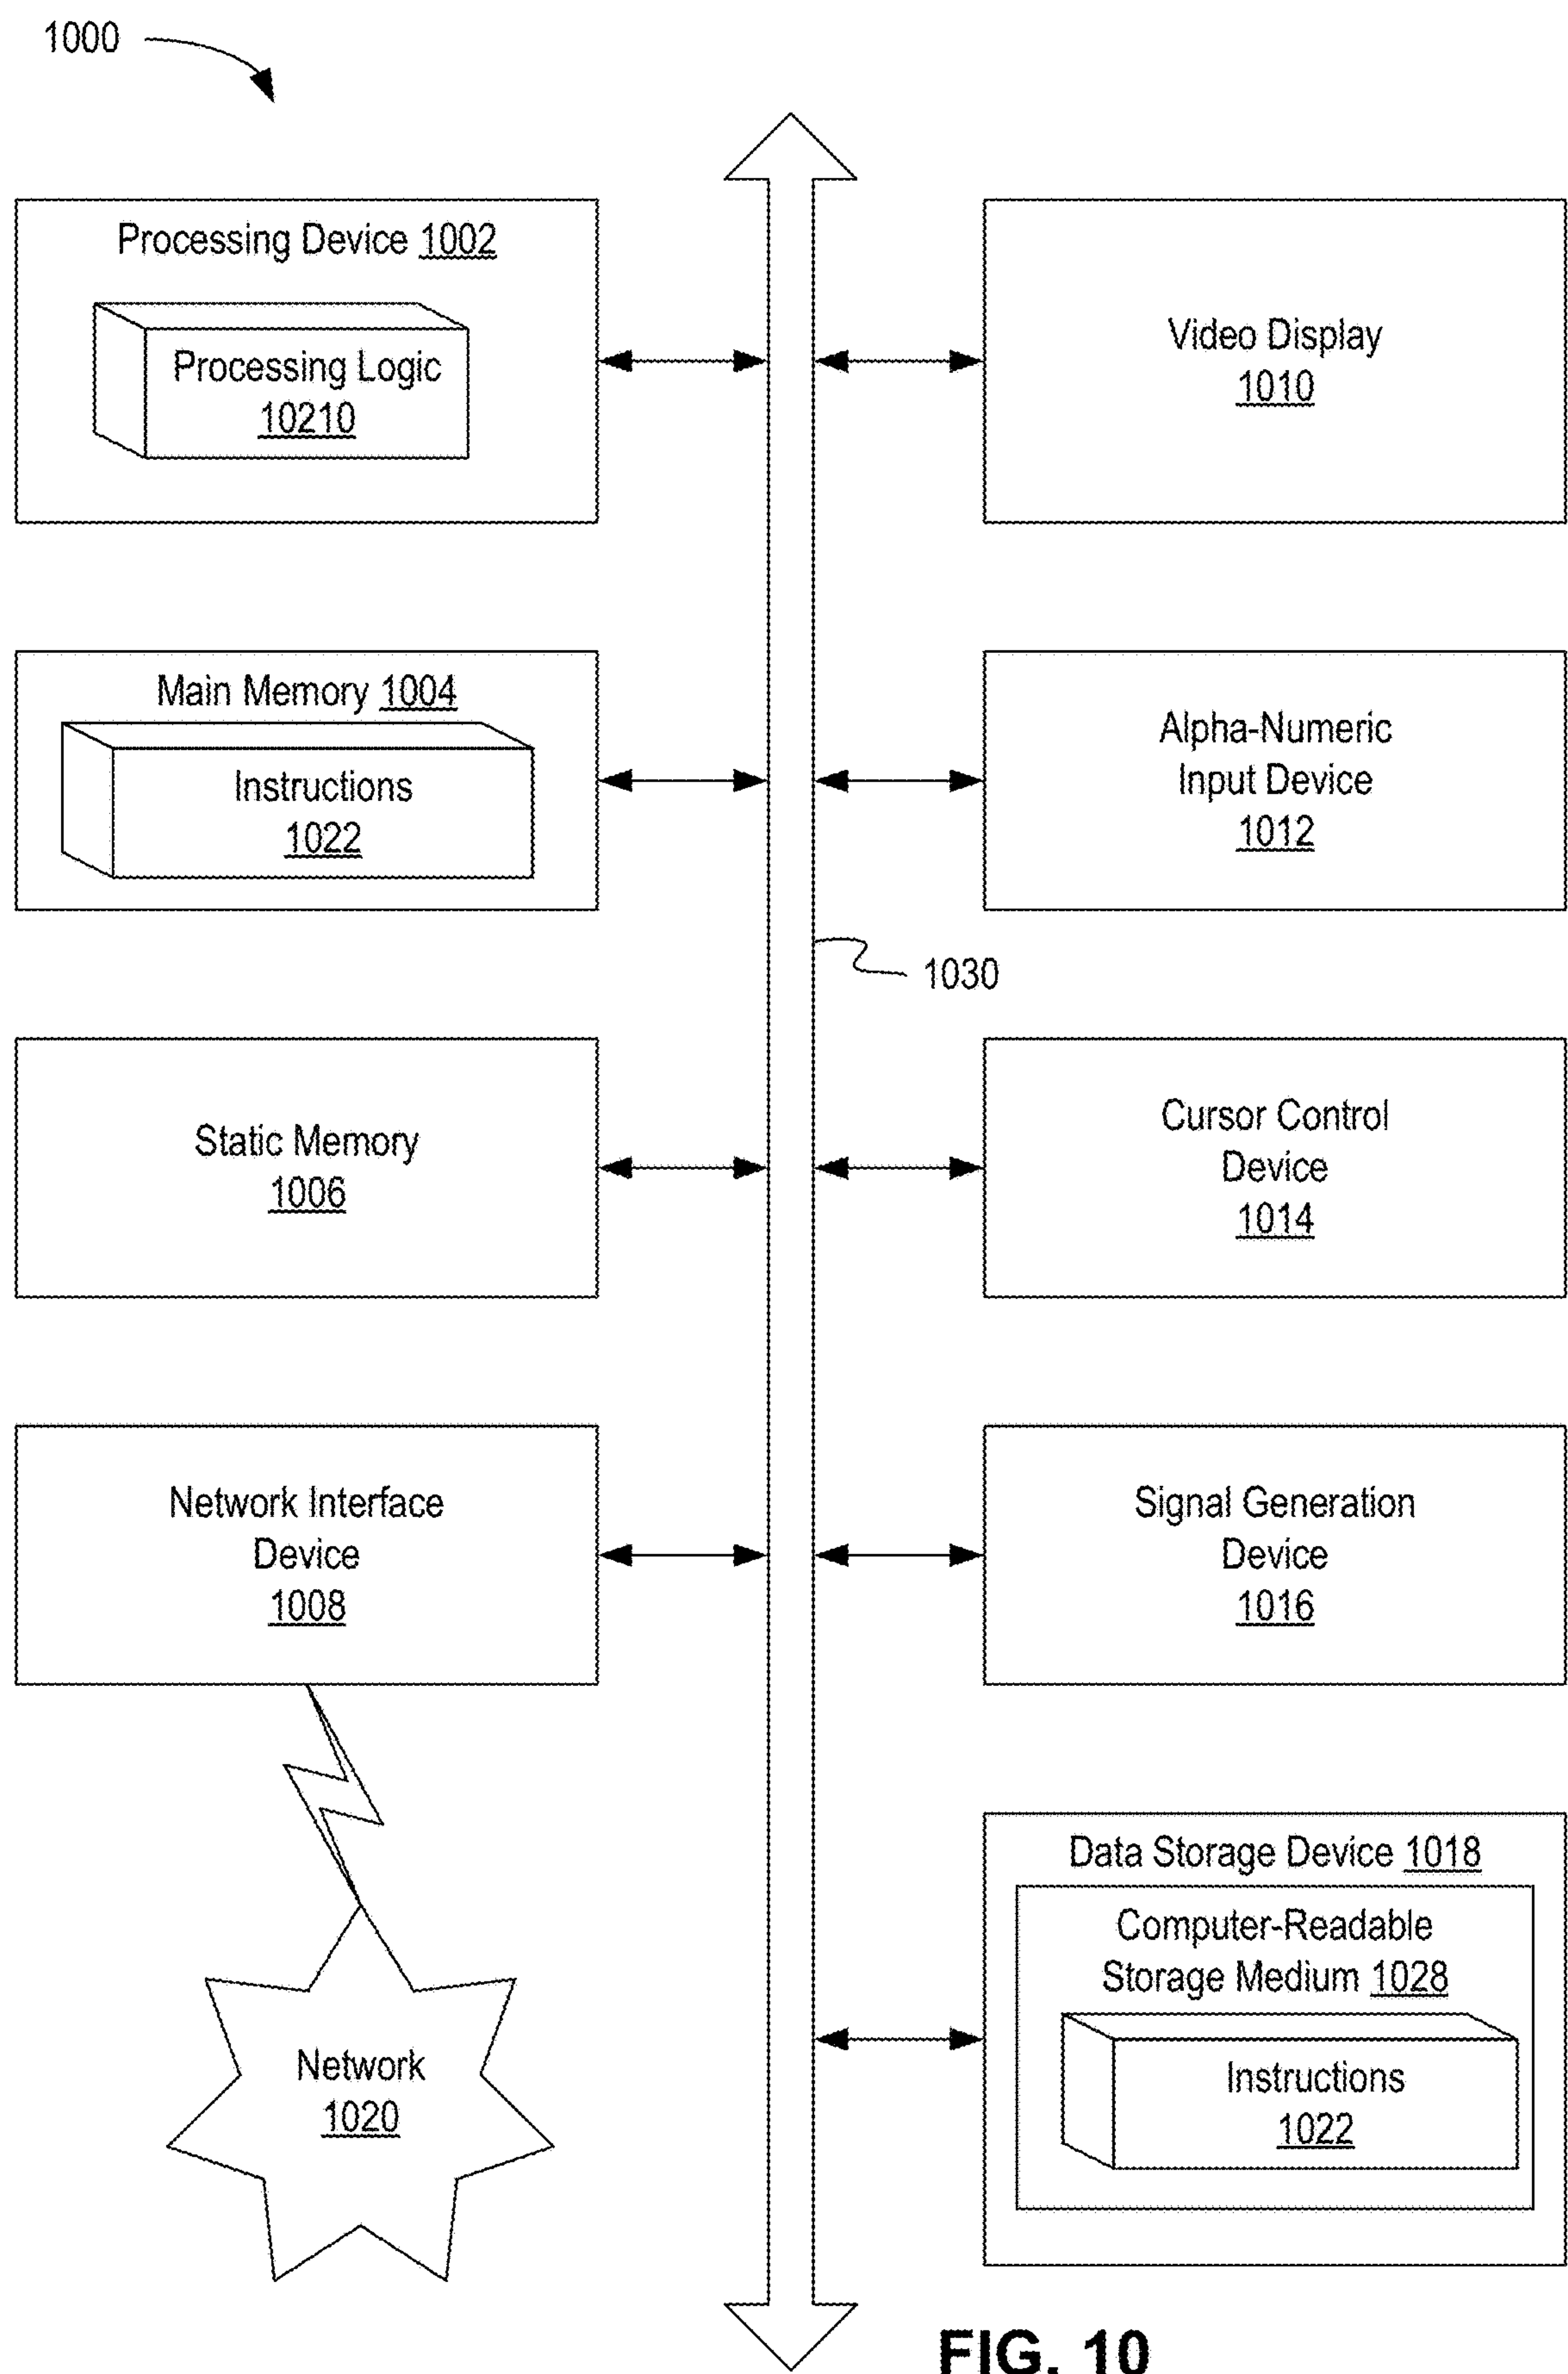 1000
Processing Device 1002
Processing Logic
10210
Main Memory 1004
Instructions
1022
Static Memory
1006
Network Interface
Device
1008
Network
1020
Video Display
1010
Alpha-Numeric
Input Device
1012
1030
Cursor Control
Device
1014
Signal Generation
Device
1016
Data Storage Device 1018
Computer-Readable
Storage Medium 1028
Instructions
1022
FIG. 10